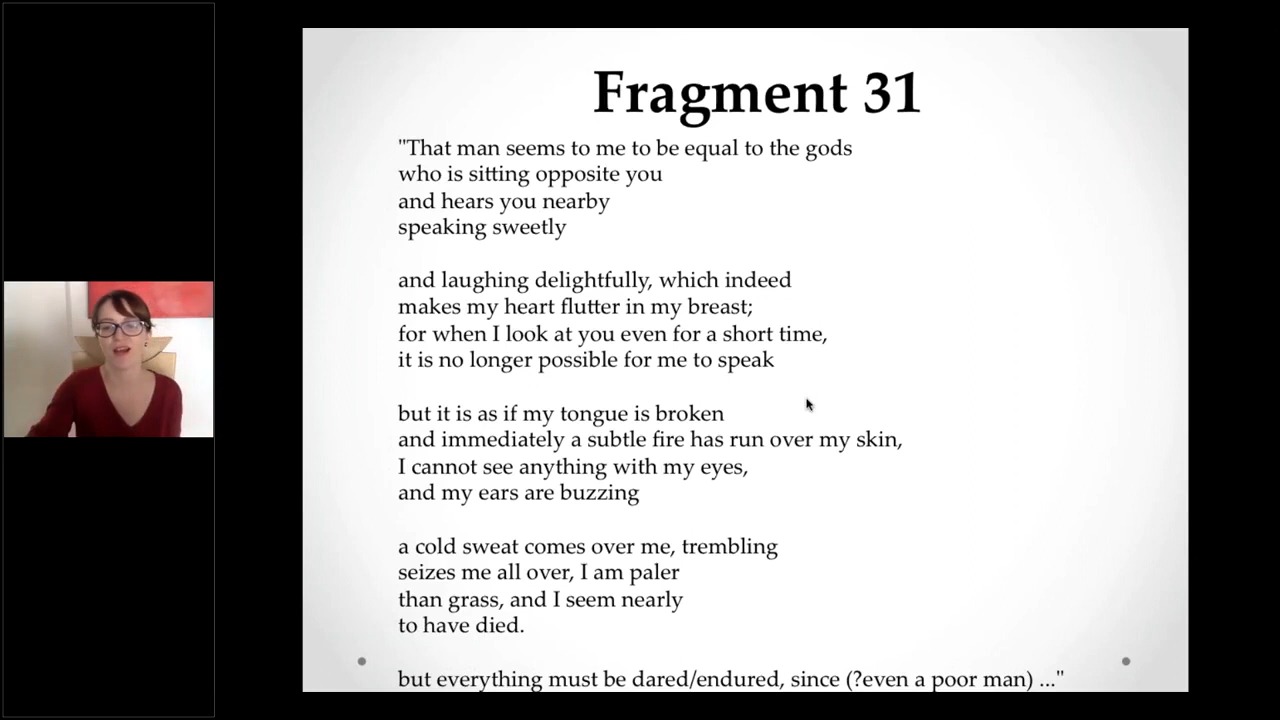 Fragment 31
"That man seems to me to be equal to the gods
who is sitting opposite you
and hears you nearby
speaking sweetly
and laughing delightfully, which indeed
makes my heart flutter in my breast;
for when I look at you even for a short time,
it is no longer possible for me to speak
but it is as if my tongue is broken
and immediately a subtle fire has run over my skin,
I cannot see anything with my eyes,
and my ears are buzzing
a cold sweat comes over me, trembling
seizes me all over, I am paler
than grass, and I seem nearly
to have died.
but everything must be dared/endured, since (?even a poor man) ..."